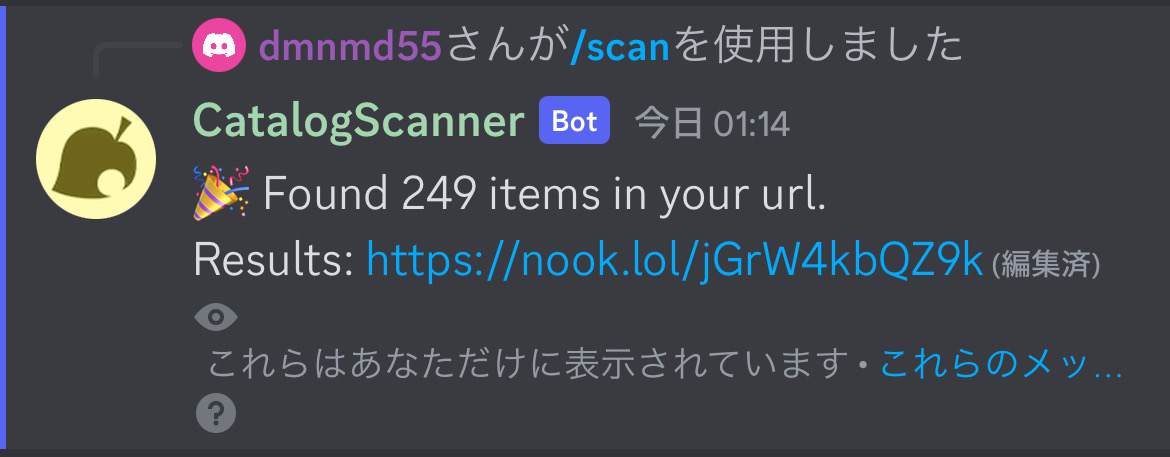 dmnmd55さんが/scanを使用しました
CatalogScanner Bot 今日 01:14
🎉 Found 249 items in your url.
Results: https://nook.lol/jGrW4kbQZ9k (編集済)
これらはあなただけに表示されています • これらのメッ...
?